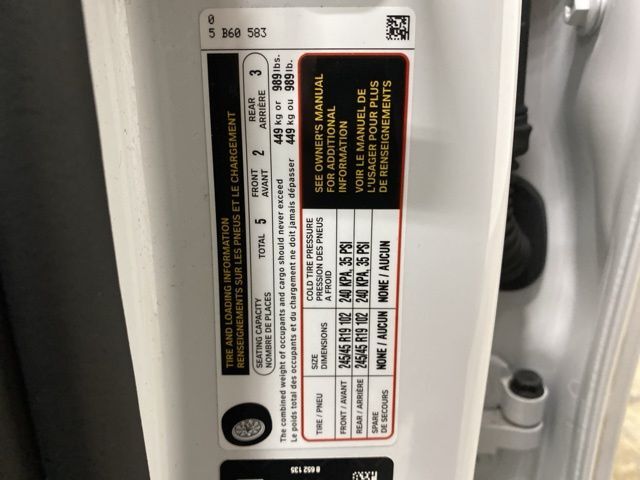 0
5 B60 583
TIRE AND LOADING INFORMATION
RENSEIGNEMENTS SUR LES PNEUS ET LE CHARGEMENT
SEATING CAPACITY
NOMBRE DE PLACES
TOTAL 5
FRONT
AVANT
2
REAR
ARRIÈRE
3
The combined weight of occupants and cargo should never exceed 449 kg or 989 lbs.
Le poids total des occupants et du chargement ne doit jamais dépasser 449 kg ou 989 lb.
TIRE / PNEU
SIZE
DIMENSIONS
COLD TIRE PRESSURE
PRESSION DES PNEUS
A FROID
FRONT / AVANT 245/45 R19 102 240 KPA, 35 PSI
REAR / ARRIÈRE 245/45 R19 102 240 KPA, 35 PSI
SPARE
DE SECOURS
NONE / AUCUN NONE / AUCUN
SEE OWNER'S MANUAL
FOR ADDITIONAL
INFORMATION
VOIR LE MANUEL DE
L'USAGER POUR PLUS
DE RENSEIGNEMENTS
8 652 135